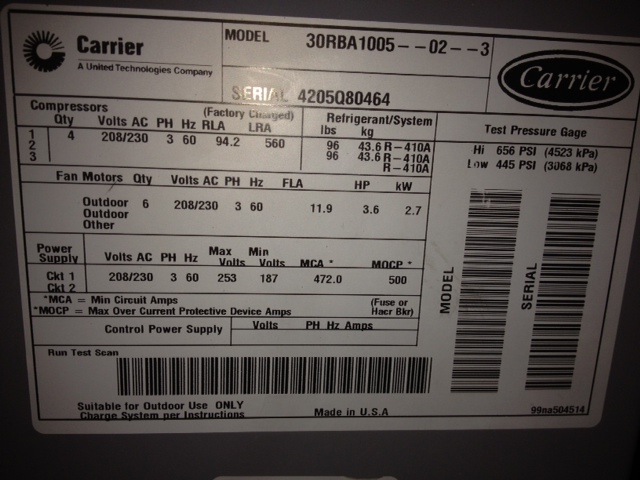 Carrier
A United Technologies Company
MODEL 30RBA1005--02--3
SERIAL 4205Q80464
Carrier
Compressors (Factory Charged) Refrigerant/System
Qty Volts AC PH Hz RLA LRA lbs kg
1 4 208/230 3 60 94.2 560 96 43.6 R-410A
2 96 43.6 R-410A
3 R-410A
Test Pressure Gage
Hi 656 PSI (4523 kPa)
Low 445 PSI (3068 kPa)
Fan Motors Qty Volts AC PH Hz FLA HP kW
Outdoor 6 208/230 3 60 11.9 3.6 2.7
Outdoor
Other
Power Supply Volts AC PH Hz Max Volts Min Volts MCA * MOCP *
Ckt 1 208/230 3 60 253 187 472.0 500
Ckt 2
*MCA = Min Circuit Amps (Fuse or
*MOCP = Max Over Current Protective Device Amps Hacr Bkr)
Control Power Supply Volts PH Hz Amps
MODEL
SERIAL
Run Test Scan
Suitable for Outdoor Use ONLY
Charge System per Instructions
Made in U.S.A
99na504514